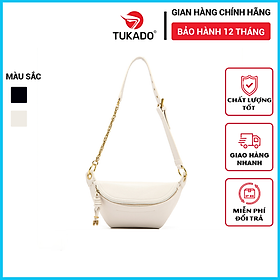 TUKADO
GIAN HÀNG CHÍNH HÃNG
BẢO HÀNH 12 THÁNG
MÀU SẮC
CHẤT LƯỢNG
TỐT
GIAO HÀNG
NHANH
MIỄN PHÍ
ĐỔI TRẢ